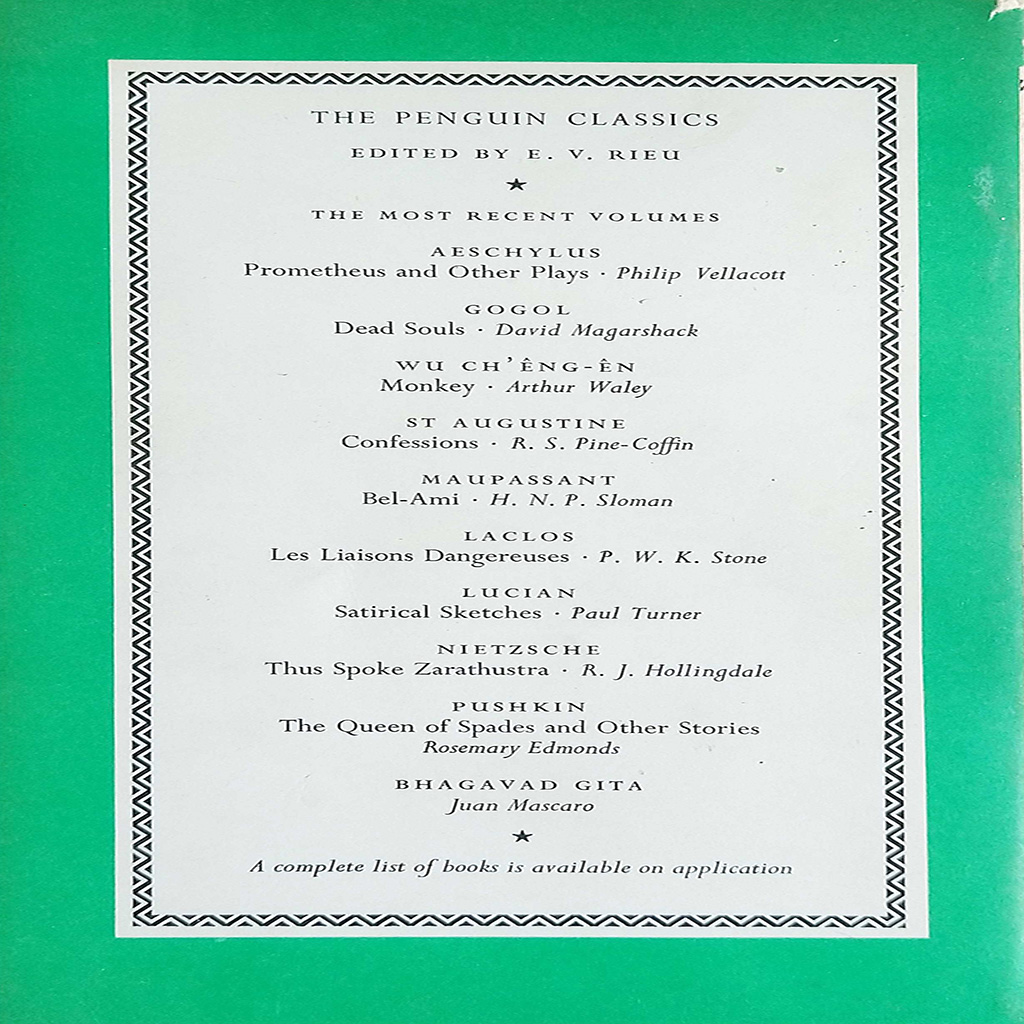 THE PENGUIN CLASSICS
EDITED BY E. V. RIEU
★
THE MOST RECENT VOLUMES
AESCHYLUS
Prometheus and Other Plays · Philip Vellacott
GOGOL
Dead Souls · David Magarshack
WU CH'ÊNG-ÊN
Monkey · Arthur Waley
ST AUGUSTINE
Confessions · R. S. Pine-Coffin
MAUPASSANT
Bel-Ami · H. N. P. Sloman
LACLOS
Les Liaisons Dangereuses · P. W. K. Stone
LUCIAN
Satirical Sketches · Paul Turner
NIETZSCHE
Thus Spoke Zarathustra · R. J. Hollingdale
PUSHKIN
The Queen of Spades and Other Stories
Rosemary Edmonds
BHAGAVAD GITA
Juan Mascaro
★
A complete list of books is available on application